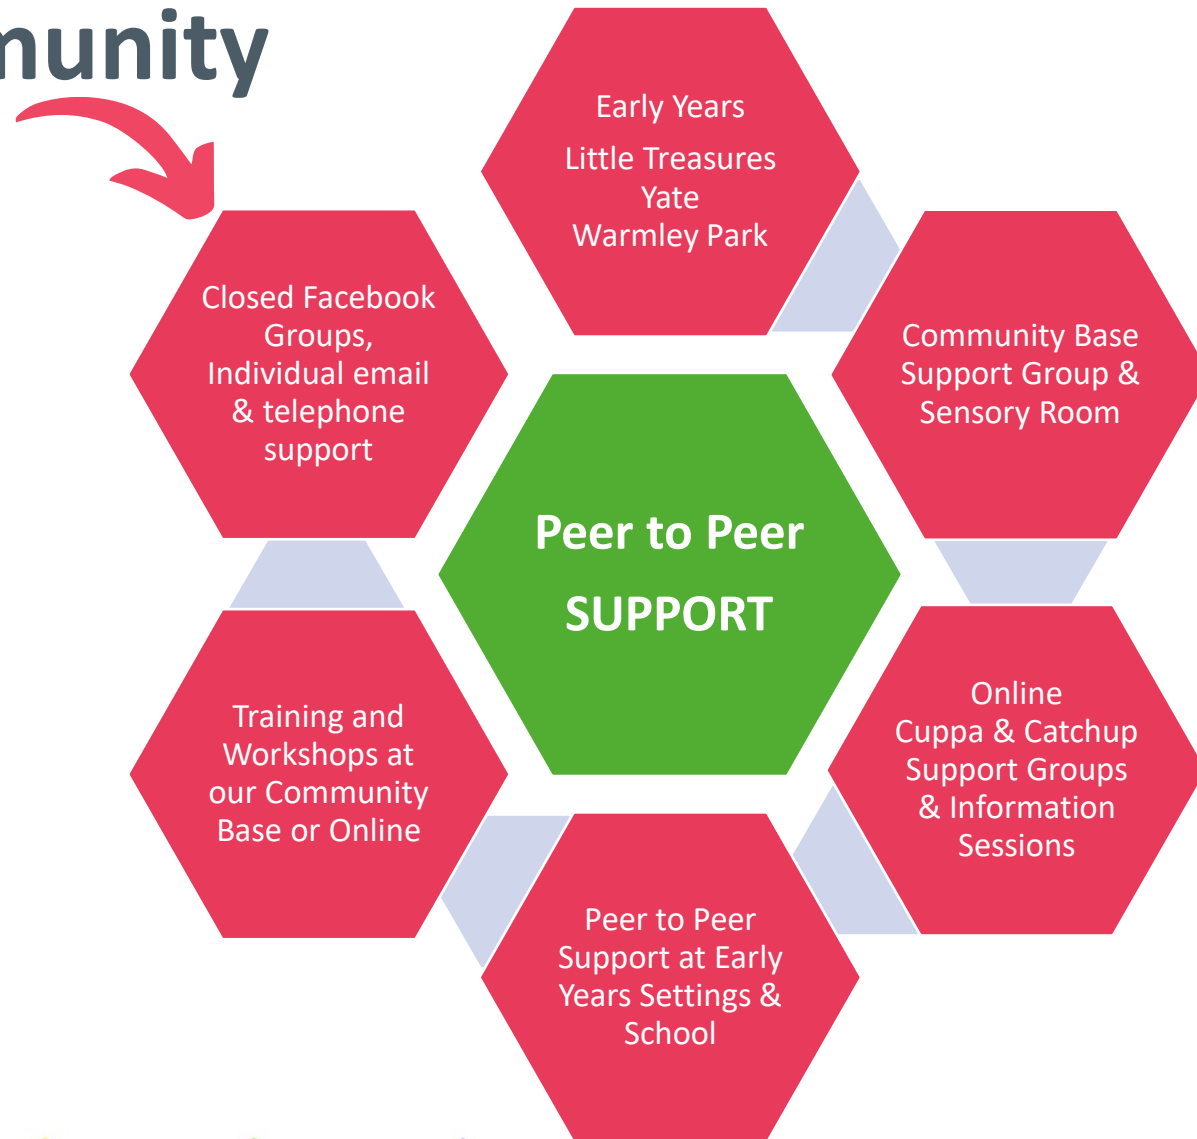 munity
Early Years
Little Treasures
Yate
Warmley Park
Closed Facebook
Groups,
Individual email
& telephone
support
Community Base
Support Group &
Sensory Room
Peer to Peer
SUPPORT
Training and
Workshops at
our Community
Base or Online
Online
Cuppa & Catchup
Support Groups
& Information
Sessions
Peer to Peer
Support at Early
Years Settings &
School